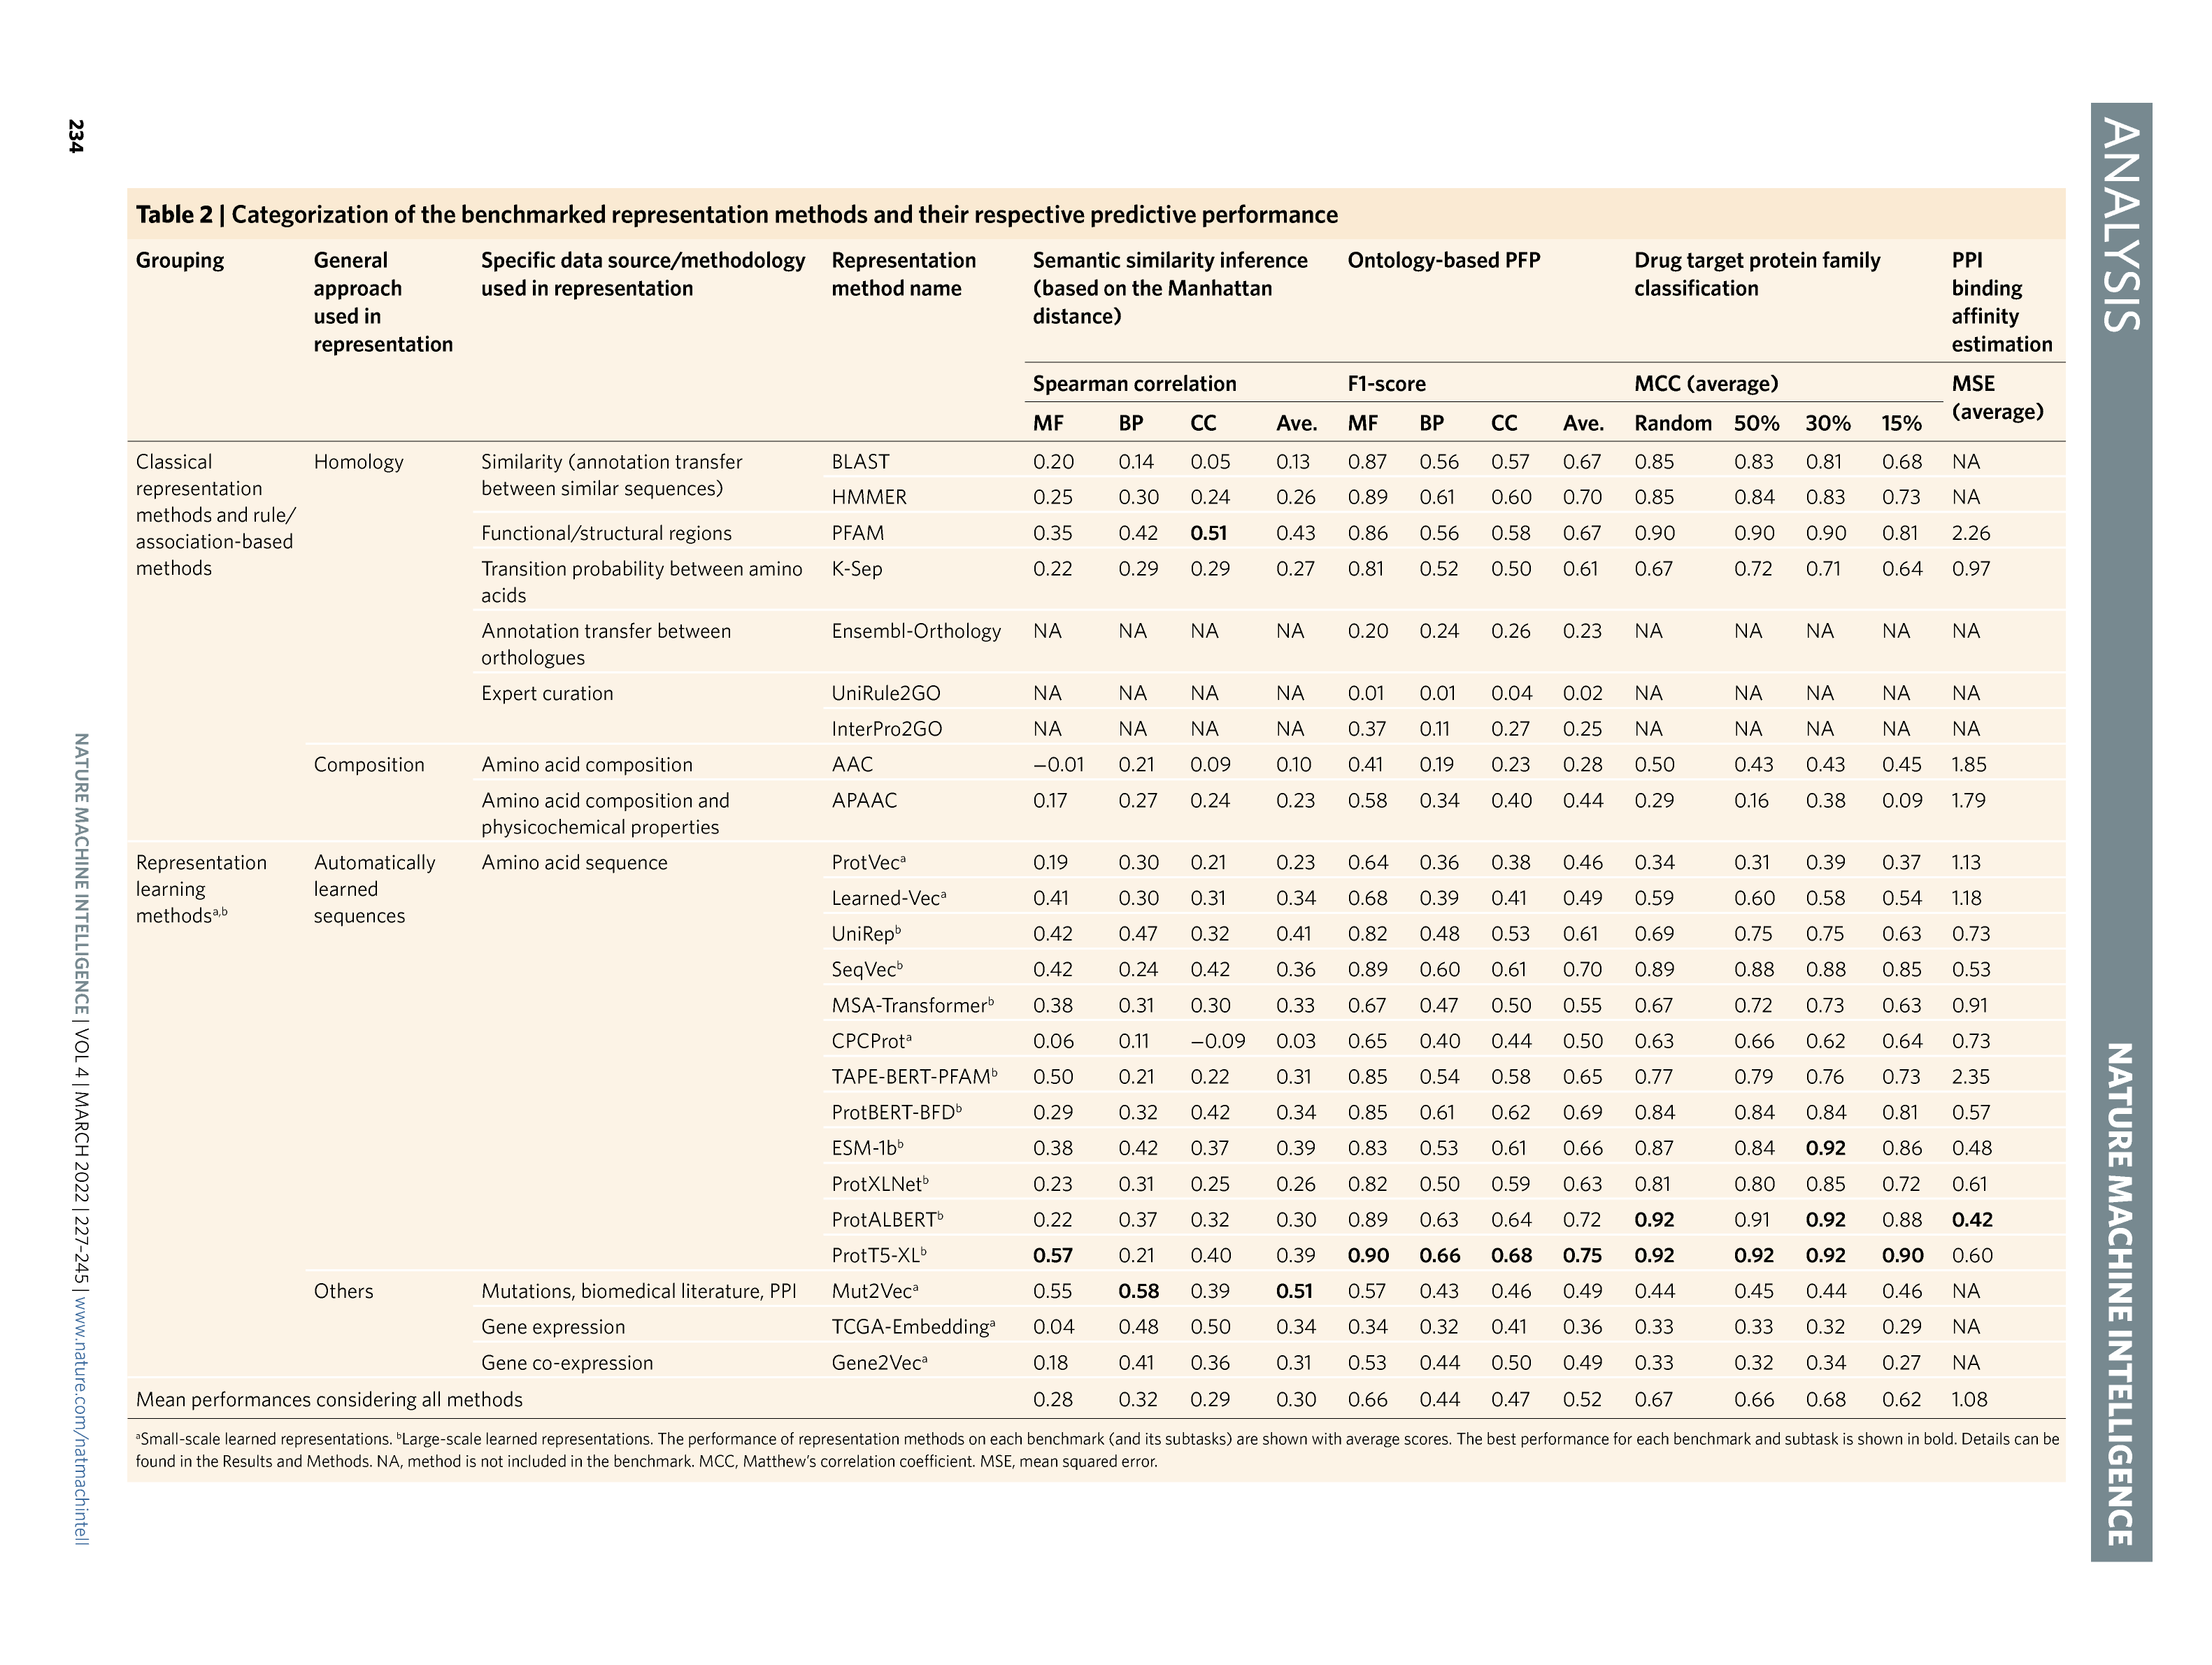 ANALYSIS
NATURE MACHINE INTELLIGENCE
Table 2 | Categorization of the benchmarked representation methods and their respective predictive performance
Grouping General approach used in representation Specific data source/methodology used in representation Representation method name Semantic similarity inference (based on the Manhattan distance) Ontology-based PFP Drug target protein family classification PPI binding affinity estimation
Spearman correlation F1-score MCC (average) MSE (average)
MF BP CC Ave. MF BP CC Ave. Random 50% 30% 15%
Classical representation methods and rule/association-based methods Homology Similarity (annotation transfer between similar sequences) BLAST 0.20 0.14 0.05 0.13 0.87 0.56 0.57 0.67 0.85 0.83 0.81 0.68 NA
HMMER 0.25 0.30 0.24 0.26 0.89 0.61 0.60 0.70 0.85 0.84 0.83 0.73 NA
Functional/structural regions PFAM 0.35 0.42 0.51 0.43 0.86 0.56 0.58 0.67 0.90 0.90 0.90 0.81 2.26
Transition probability between amino acids K-Sep 0.22 0.29 0.29 0.27 0.81 0.52 0.50 0.61 0.67 0.72 0.71 0.64 0.97
Annotation transfer between orthologues Ensembl-Orthology NA NA NA NA 0.20 0.24 0.26 0.23 NA NA NA NA NA
Expert curation UniRule2GO NA NA NA NA 0.01 0.01 0.04 0.02 NA NA NA NA NA
InterPro2GO NA NA NA NA 0.37 0.11 0.27 0.25 NA NA NA NA NA
Composition Amino acid composition AAC −0.01 0.21 0.09 0.10 0.41 0.19 0.23 0.28 0.50 0.43 0.43 0.45 1.85
Amino acid composition and physicochemical properties APAAC 0.17 0.27 0.24 0.23 0.58 0.34 0.40 0.44 0.29 0.16 0.38 0.09 1.79
Representation learning methodsa,b Automatically learned sequences Amino acid sequence ProtVeca 0.19 0.30 0.21 0.23 0.64 0.36 0.38 0.46 0.34 0.31 0.39 0.37 1.13
Learned-Veca 0.41 0.30 0.31 0.34 0.68 0.39 0.41 0.49 0.59 0.60 0.58 0.54 1.18
UniRepb 0.42 0.47 0.32 0.41 0.82 0.48 0.53 0.61 0.69 0.75 0.75 0.63 0.73
SeqVecb 0.42 0.24 0.42 0.36 0.89 0.60 0.61 0.70 0.89 0.88 0.88 0.85 0.53
MSA-Transformerb 0.38 0.31 0.30 0.33 0.67 0.47 0.50 0.55 0.67 0.72 0.73 0.63 0.91
CPCProta 0.06 0.11 −0.09 0.03 0.65 0.40 0.44 0.50 0.63 0.66 0.62 0.64 0.73
TAPE-BERT-PFAMb 0.50 0.21 0.22 0.31 0.85 0.54 0.58 0.65 0.77 0.79 0.76 0.73 2.35
ProtBERT-BFDb 0.29 0.32 0.42 0.34 0.85 0.61 0.62 0.69 0.84 0.84 0.84 0.81 0.57
ESM-1bb 0.38 0.42 0.37 0.39 0.83 0.53 0.61 0.66 0.87 0.84 0.92 0.86 0.48
ProtXLNetb 0.23 0.31 0.25 0.26 0.82 0.50 0.59 0.63 0.81 0.80 0.85 0.72 0.61
ProtALBERTb 0.22 0.37 0.32 0.30 0.89 0.63 0.64 0.72 0.92 0.91 0.92 0.88 0.42
ProtT5-XLb 0.57 0.21 0.40 0.39 0.90 0.66 0.68 0.75 0.92 0.92 0.92 0.90 0.60
Others Mutations, biomedical literature, PPI Mut2Veca 0.55 0.58 0.39 0.51 0.57 0.43 0.46 0.49 0.44 0.45 0.44 0.46 NA
Gene expression TCGA-Embeddinga 0.04 0.48 0.50 0.34 0.34 0.32 0.41 0.36 0.33 0.33 0.32 0.29 NA
Gene co-expression Gene2Veca 0.18 0.41 0.36 0.31 0.53 0.44 0.50 0.49 0.33 0.32 0.34 0.27 NA
Mean performances considering all methods 0.28 0.32 0.29 0.30 0.66 0.44 0.47 0.52 0.67 0.66 0.68 0.62 1.08
aSmall-scale learned representations. bLarge-scale learned representations. The performance of representation methods on each benchmark (and its subtasks) are shown with average scores. The best performance for each benchmark and subtask is shown in bold. Details can be
found in the Results and Methods. NA, method is not included in the benchmark. MCC, Matthew's correlation coefficient. MSE, mean squared error.
234
NATURE MACHINE INTELLIGENCE | VOL 4 | MARCH 2022 | 227–245 | www.nature.com/natmachintell